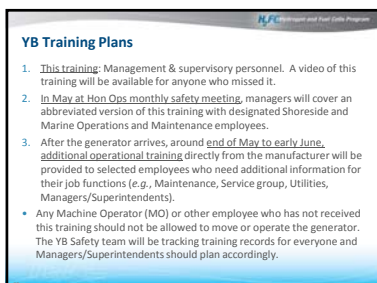 H2FC Hydrogen and Fuel Cells Program
YB Training Plans
1. This training: Management & supervisory personnel. A video of this
training will be available for anyone who missed it.
2. In May at Hon Ops monthly safety meeting, managers will cover an
abbreviated version of this training with designated Shoreside and
Marine Operations and Maintenance employees.
3. After the generator arrives, around end of May to early June,
additional operational training directly from the manufacturer will be
provided to selected employees who need additional information for
their job functions (e.g., Maintenance, Service group, Utilities,
Managers/Superintendents).
• Any Machine Operator (MO) or other employee who has not received
this training should not be allowed to move or operate the generator.
The YB Safety team will be tracking training records for everyone and
Managers/Superintendents should plan accordingly.